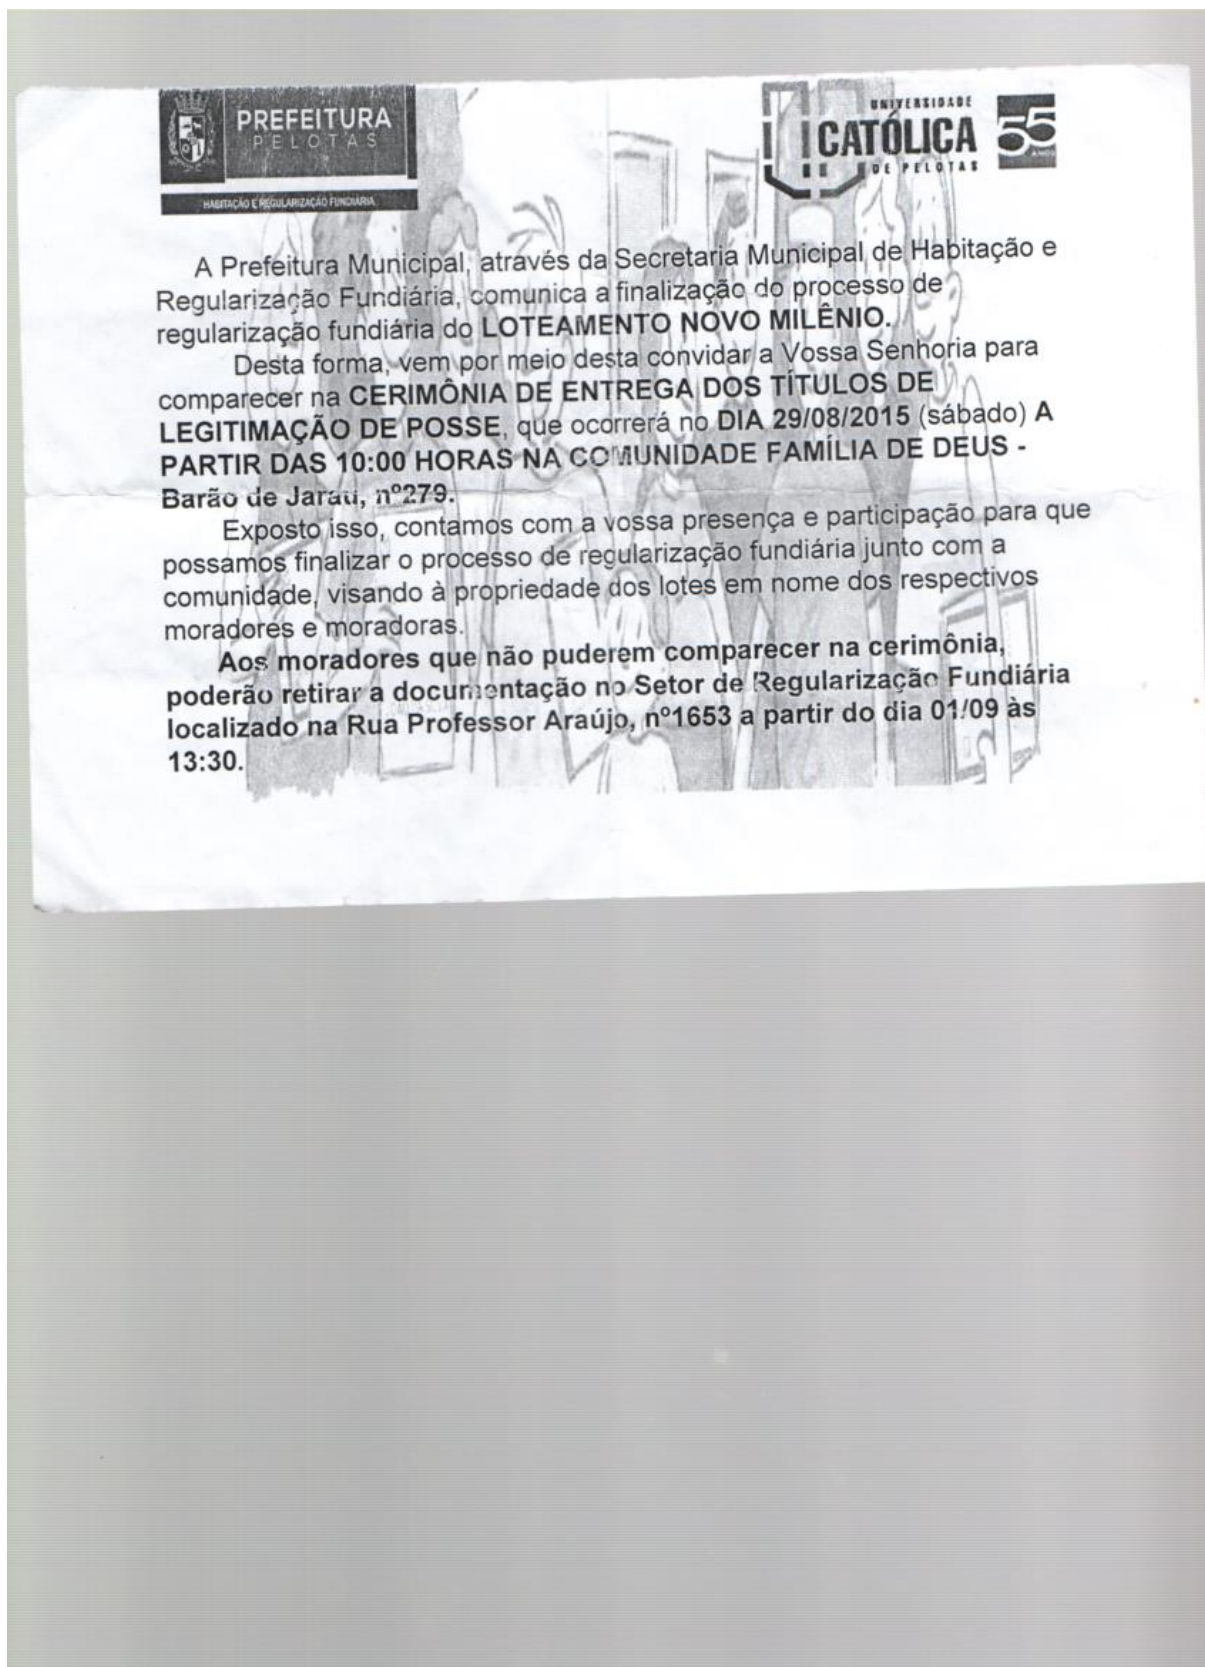 PREFEITURA
PELOTAS
HABITAÇÃO E REGULARIZAÇÃO FUNDIÁRIA
UNIVERSIDADE
CATÓLICA
DE PELOTAS
55
A Prefeitura Municipal, através da Secretaria Municipal de Habitação e
Regularização Fundiária, comunica a finalização do processo de
regularização fundiária do LOTEAMENTO NOVO MILÊNIO.
Desta forma, vem por meio desta convidar a Vossa Senhoria para
comparecer na CERIMÔNIA DE ENTREGA DOS TÍTULOS DE
LEGITIMAÇÃO DE POSSE, que ocorrerá no DIA 29/08/2015 (sábado) A
PARTIR DAS 10:00 HORAS NA COMUNIDADE FAMÍLIA DE DEUS -
Barão de Jarau, nº279.
Exposto isso, contamos com a vossa presença e participação para que
possamos finalizar o processo de regularização fundiária junto com a
comunidade, visando à propriedade dos lotes em nome dos respectivos
moradores e moradoras.
Aos moradores que não puderem comparecer na cerimônia,
poderão retirar a documentação no Setor de Regularização Fundiária
localizado na Rua Professor Araújo, nº1653 a partir do dia 01/09 às
13:30.